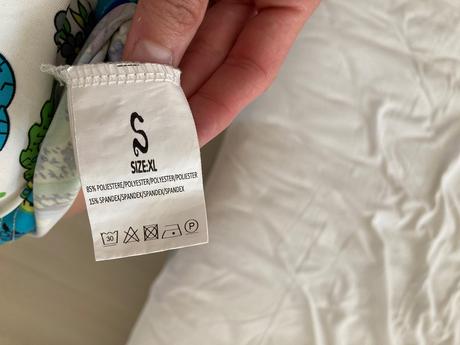 S
SIZE:XL
85% POLIESTERE/POLYESTER/POLYESTER/POLIESTER
15% SPANDEX/SPANDEX/SPANDEX/SPANDEX
30 P